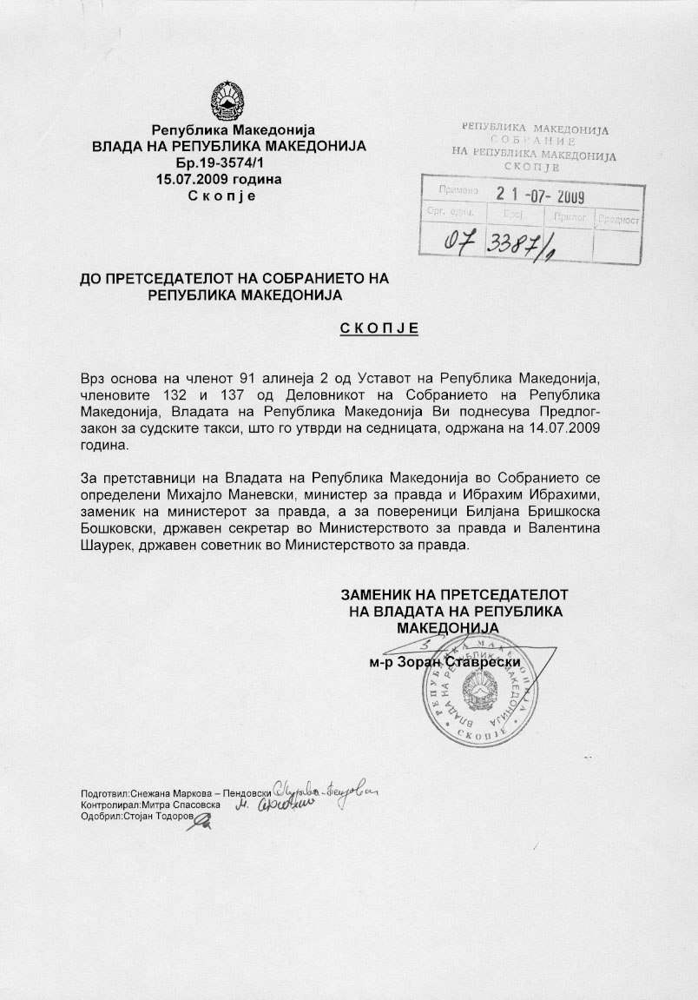 Република Македонија
ВЛАДА НА РЕПУБЛИКА МАКЕДОНИЈА
Бр.19-3574/1
15.07.2009 година
С к о п ј е
РЕПУБЛИКА МАКЕДОНИЈА
СОБРАНИЕ
НА РЕПУБЛИКА МАКЕДОНИЈА
СКОПЈЕ
Примено 21-07-2009
Орг. един. Број Прилог Вредност
07 3387/1
ДО ПРЕТСЕДАТЕЛОТ НА СОБРАНИЕТО НА
РЕПУБЛИКА МАКЕДОНИЈА
С К О П Ј Е
Врз основа на членот 91 алинеја 2 од Уставот на Република Македонија,
членовите 132 и 137 од Деловникот на Собранието на Република
Македонија, Владата на Република Македонија Ви поднесува Предлог-
закон за судските такси, што го утврди на седницата, одржана на 14.07.2009
година.
За претставници на Владата на Република Македонија во Собранието се
определени Михајло Маневски, министер за правда и Ибрахим Ибрахими,
заменик на министерот за правда, а за повереници Билјана Бришкоска
Бошковски, државен секретар во Министерството за правда и Валентина
Шаурек, државен советник во Министерството за правда.
ЗАМЕНИК НА ПРЕТСЕДАТЕЛОТ
НА ВЛАДАТА НА РЕПУБЛИКА
МАКЕДОНИЈА
м-р Зоран Ставрески
РЕПУБЛИКА МАКЕДОНИЈА
ВЛАДА НА РЕПУБЛИКА МАКЕДОНИЈА
СКОПЈЕ
Подготвил:Снежана Маркова – Пендовски
Контролирал:Митра Спасовска
Одобрил:Стојан Тодоров